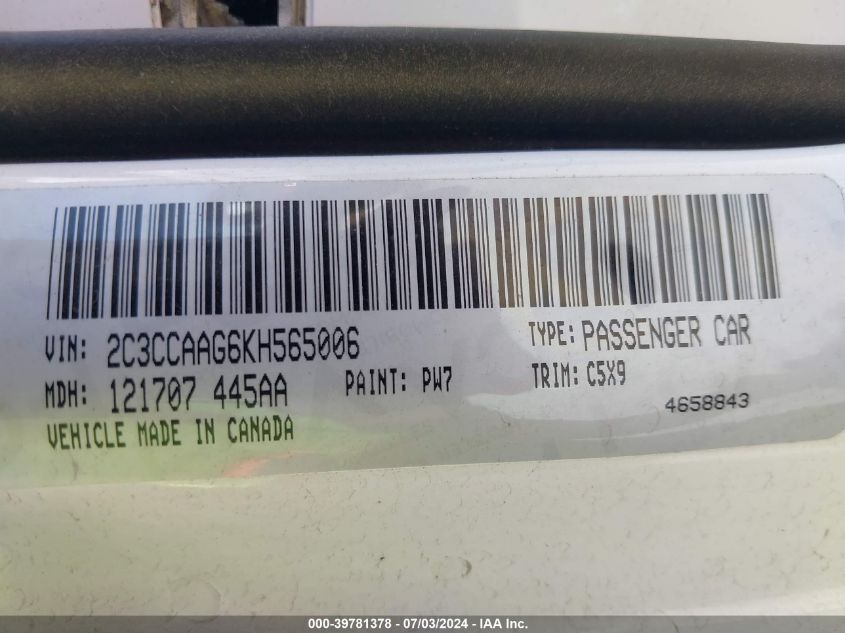 VIN: 2C3CCAAG6KH565006 TYPE: PASSENGER CAR
MDH: 121707 445AA PAINT: PW7 TRIM: C5X9
4658843
VEHICLE MADE IN CANADA
000-39781378 - 07/03/2024 - IAA Inc.